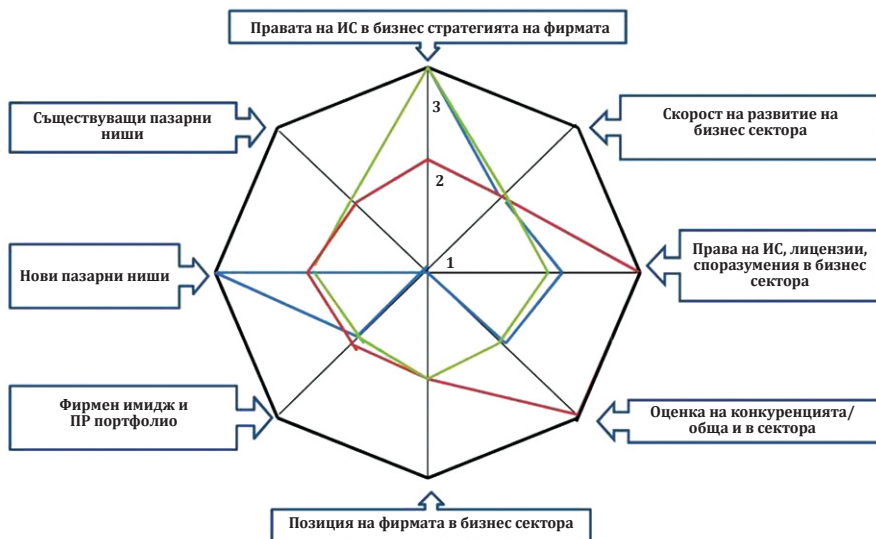 Правата на ИС в бизнес стратегията на фирмата
Съществуващи пазарни
ниши
3
Скорост на развитие на
бизнес сектора
2
Нови пазарни ниши
1
Права на ИС, лицензии,
споразумения в бизнес
сектора
Фирмен имидж и
ПР портфолио
Оценка на конкуренцията/
обща и в сектора
Позиция на фирмата в бизнес сектора